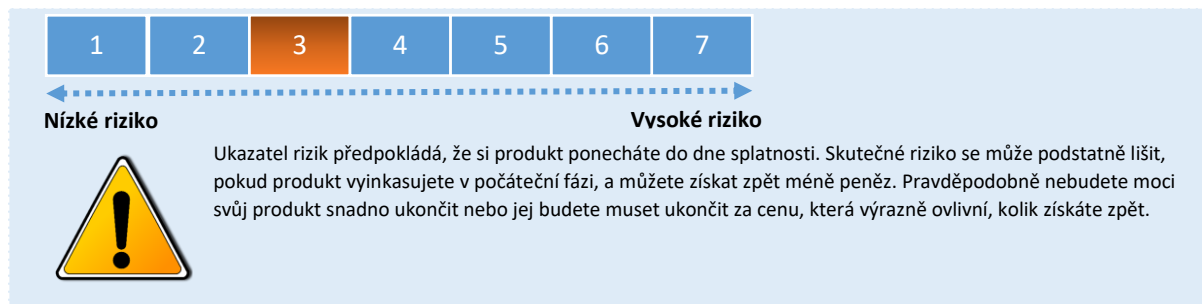 1 2 3 4 5 6 7
Nízké riziko Vysoké riziko
Ukazatel rizik předpokládá, že si produkt ponecháte do dne splatnosti. Skutečné riziko se může podstatně lišit,
pokud produkt vyinkasujete v počáteční fázi, a můžete získat zpět méně peněz. Pravděpodobně nebudete moci
svůj produkt snadno ukončit nebo jej budete muset ukončit za cenu, která výrazně ovlivní, kolik získáte zpět.